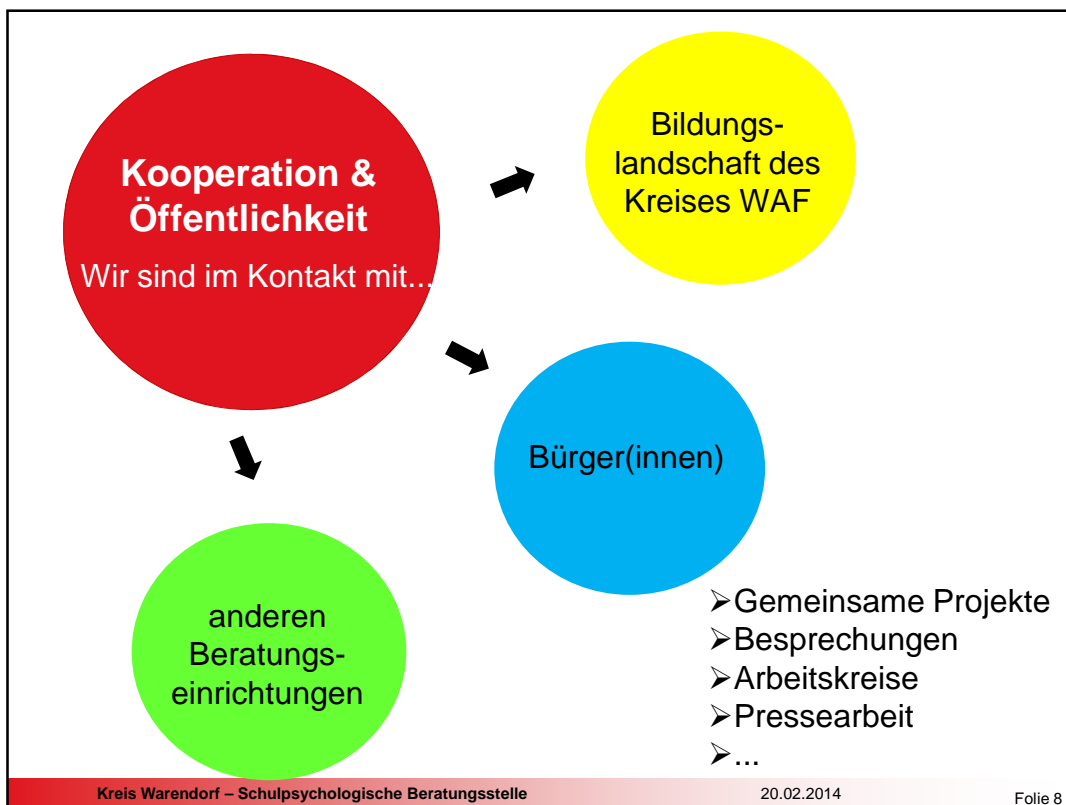 Kooperation &
Öffentlichkeit
Wir sind im Kontakt mit...
Bildungs-
landschaft des
Kreises WAF
Bürger(innen)
anderen
Beratungs-
einrichtungen
➢Gemeinsame Projekte
➢Besprechungen
➢Arbeitskreise
➢Pressearbeit
➢...
Kreis Warendorf – Schulpsychologische Beratungsstelle 20.02.2014 Folie 8